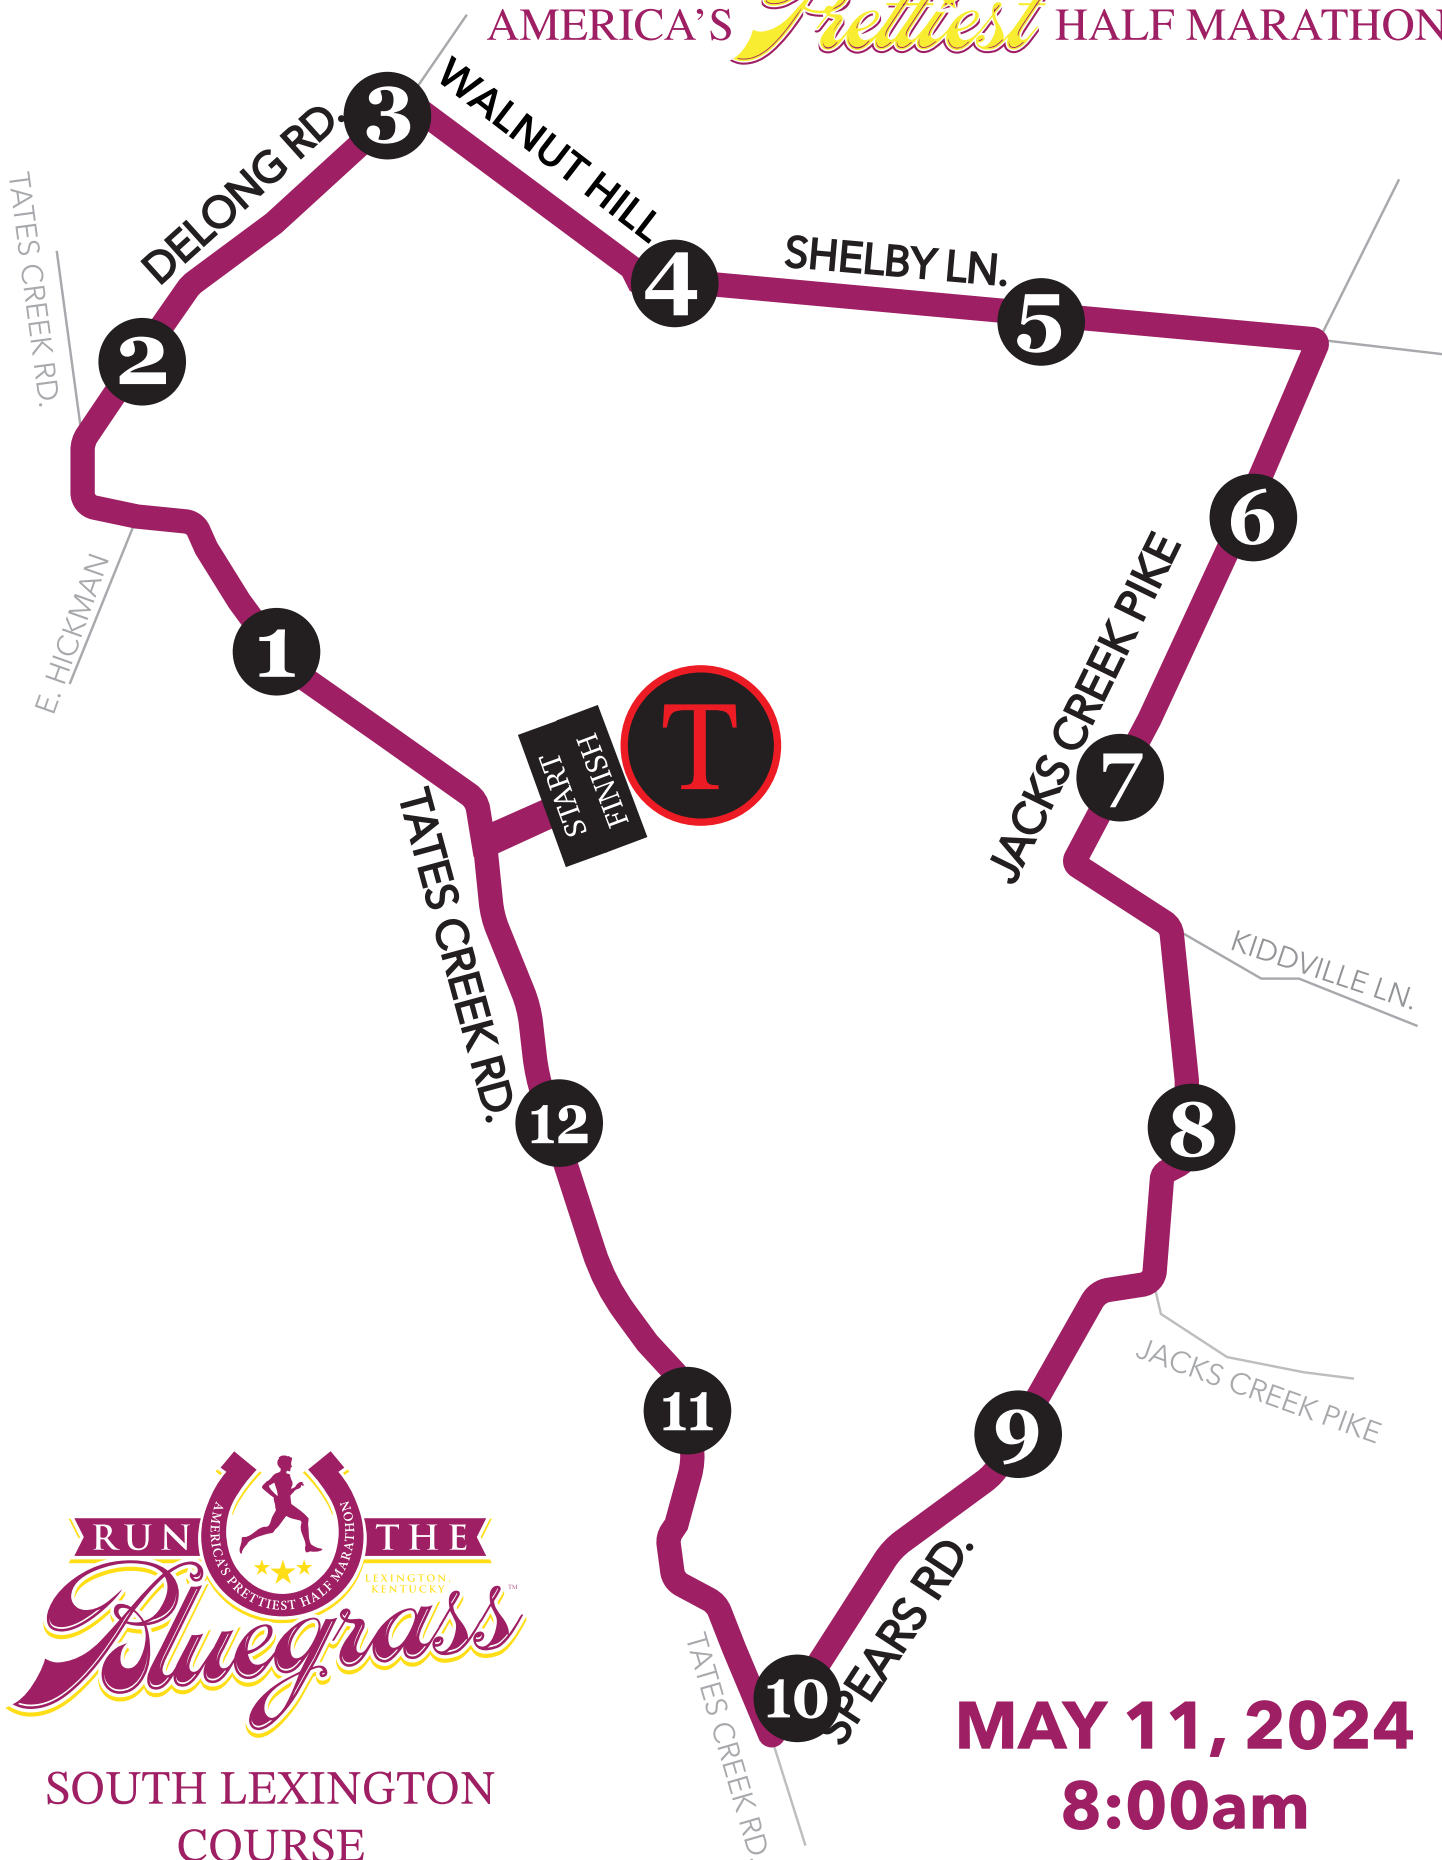 AMERICA'S Prettiest HALF MARATHON
WALNUT HILL
3
DELONG RD.
TATES CREEK RD.
SHELBY LN.
4
5
2
6
E. HICKMAN
1
JACKS CREEK PIKE
START
FINISH
T
7
TATES CREEK RD.
KIDDVILLE LN.
12
8
JACKS CREEK PIKE
11
9
SPEARS RD.
10
TATES CREEK RD.
RUN THE
AMERICA'S PRETTIEST HALF MARATHON
LEXINGTON,
KENTUCKY
Bluegrass™
SOUTH LEXINGTON
COURSE
MAY 11, 2024
8:00am